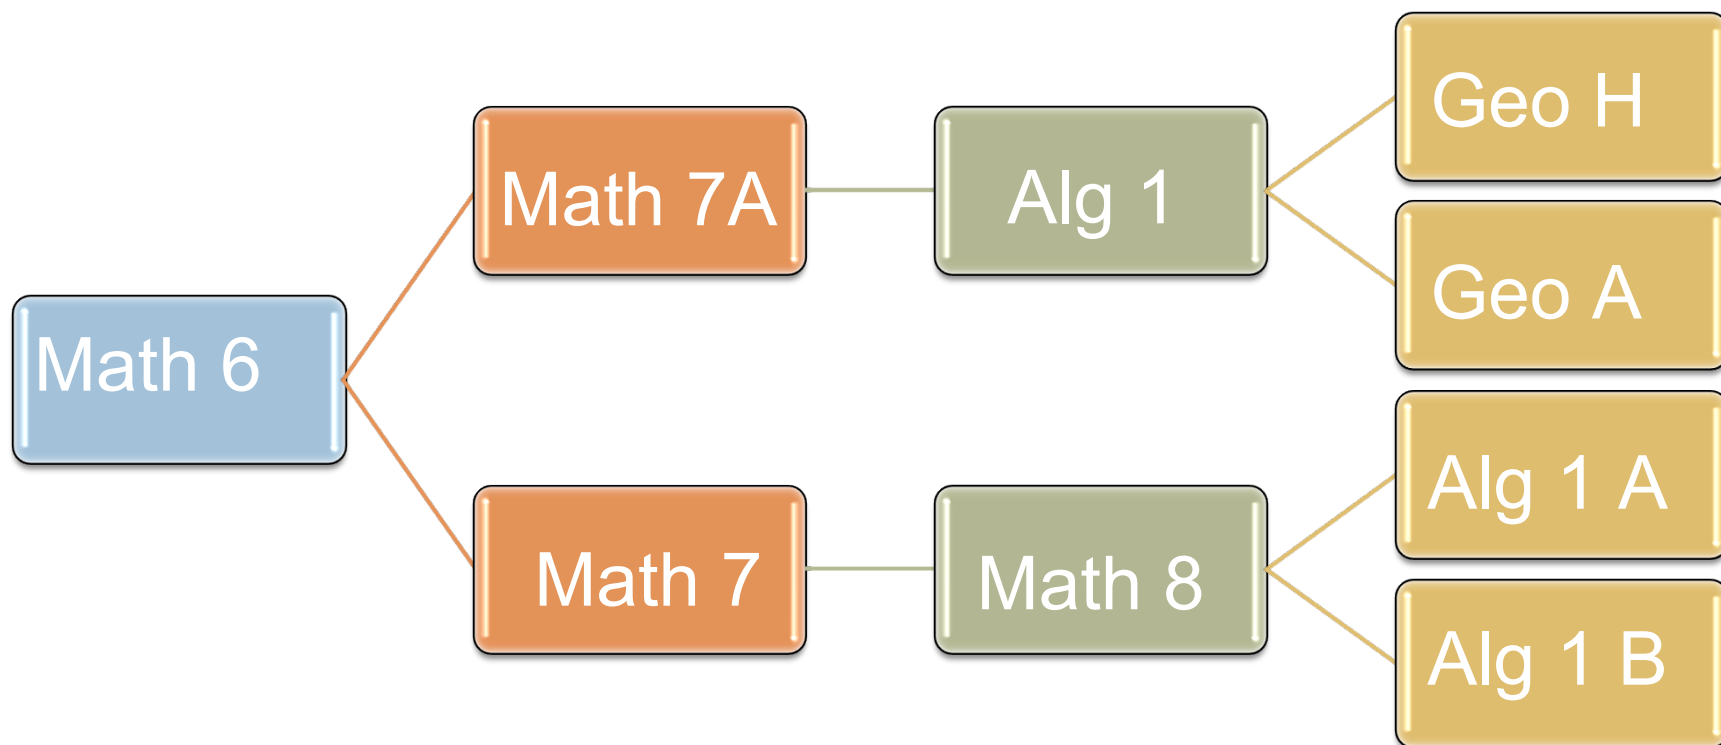 Math 6
Math 7A
Math 7
Alg 1
Math 8
Geo H
Geo A
Alg 1 A
Alg 1 B